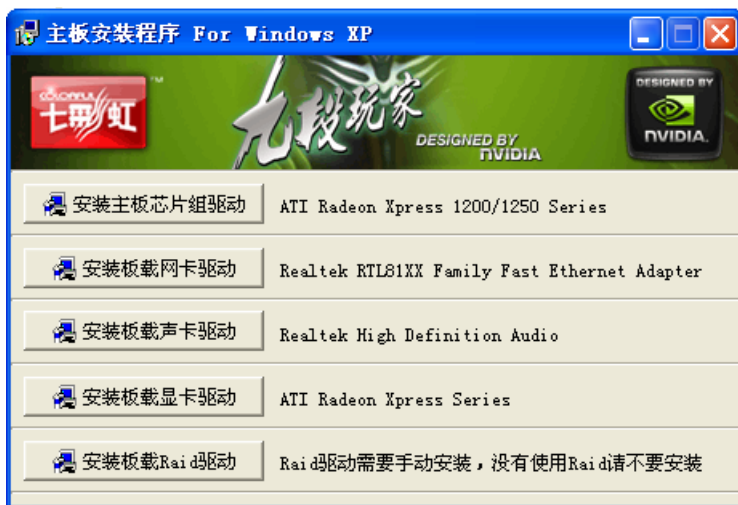 主板安装程序 For Windows XP
COLORFUL
七彩虹 TM
九段玩家
DESIGNED BY
NVIDIA
DESIGNED BY
NVIDIA.
安装主板芯片组驱动 ATI Radeon Xpress 1200/1250 Series
安装板载网卡驱动 Realtek RTL81XX Family Fast Ethernet Adapter
安装板载声卡驱动 Realtek High Definition Audio
安装板载显卡驱动 ATI Radeon Xpress Series
安装板载Raid驱动 Raid驱动需要手动安装，没有使用Raid请不要安装